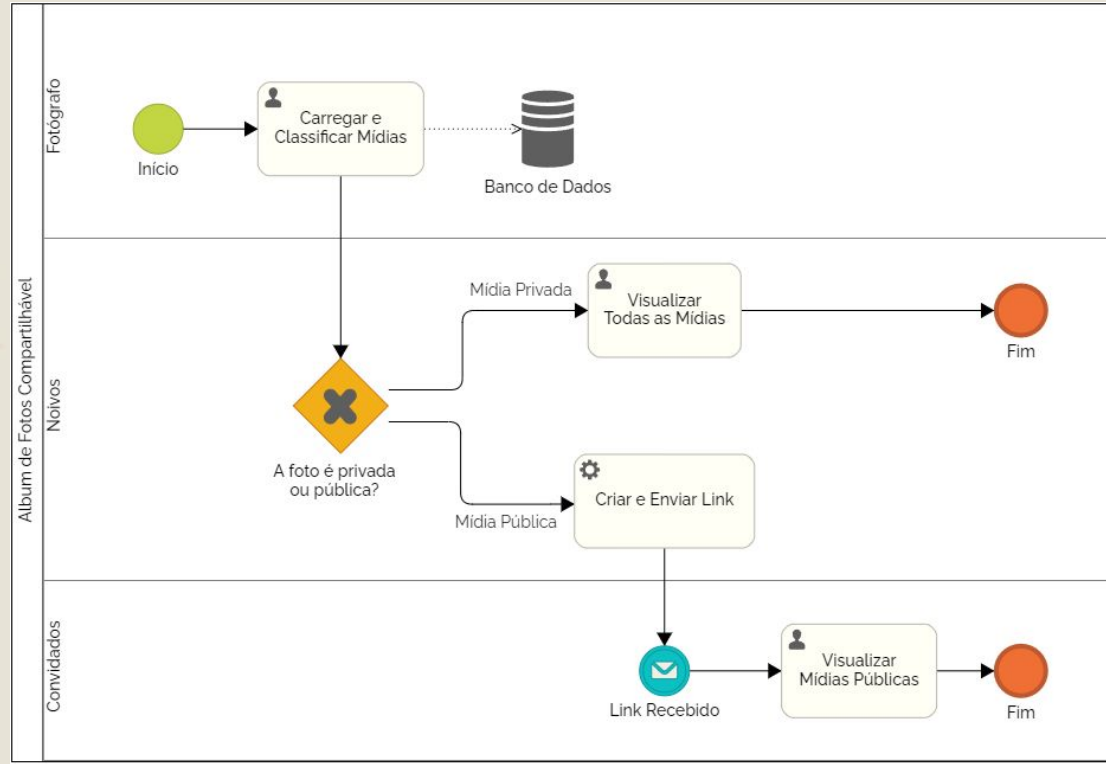 Album de Fotos Compartilhável
Fotógrafo
Início
Carregar e
Classificar Mídias
Banco de Dados
Noivos
A foto é privada
ou pública?
Mídia Privada
Visualizar
Todas as Mídias
Fim
Mídia Pública
Criar e Enviar Link
Convidados
Link Recebido
Visualizar
Mídias Públicas
Fim